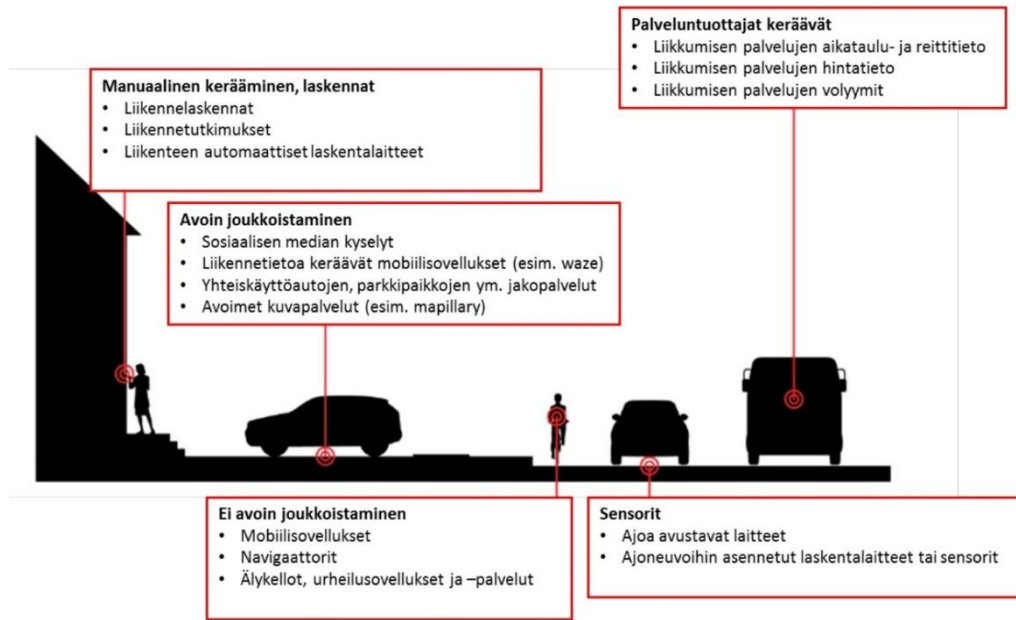 Palveluntuottajat keräävät
• Liikkumisen palvelujen aikataulu- ja reittitieto
• Liikkumisen palvelujen hintatieto
• Liikkumisen palvelujen volyymit
Manuaalinen kerääminen, laskennat
• Liikennelaskennat
• Liikennetutkimukset
• Liikenteen automaattiset laskentalaitteet
Avoin joukkoistaminen
• Sosiaalisen median kyselyt
• Liikennetietoa keräävät mobiilisovellukset (esim. waze)
• Yhteiskäyttöautojen, parkkipaikkojen ym. jakopalvelut
• Avoimet kuvapalvelut (esim. mapillary)
Ei avoin joukkoistaminen
• Mobiilisovellukset
• Navigaattorit
• Älykellot, urheilusovellukset ja –palvelut
Sensorit
• Ajoa avustavat laitteet
• Ajoneuvoihin asennetut laskentalaitteet tai sensorit